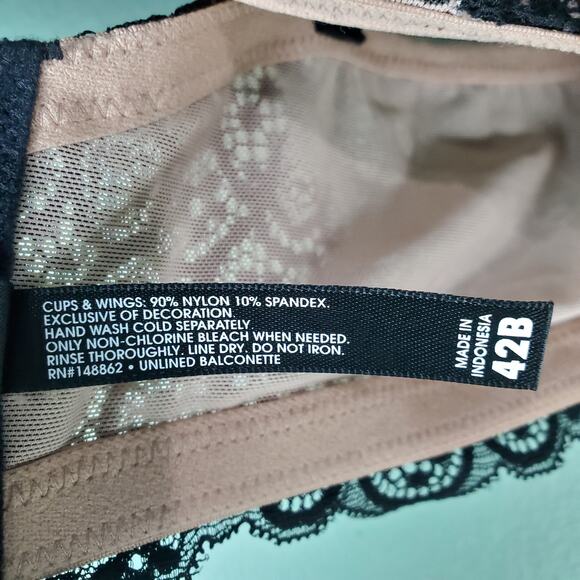 CUPS & WINGS: 90% NYLON 10% SPANDEX.
EXCLUSIVE OF DECORATION.
HAND WASH COLD SEPARATELY
ONLY NON-CHLORINE BLEACH WHEN NEEDED.
RINSE THOROUGHLY. LINE DRY. DO NOT IRON.
RN#148862 • UNLINED BALCONETTE
MADE IN
INDONESIA
42B